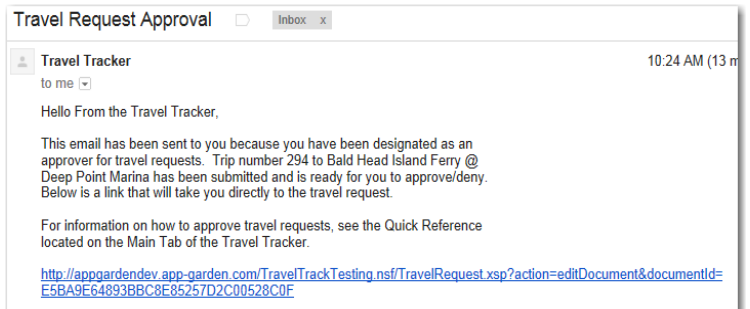 Travel Request Approval Inbox x
Travel Tracker 10:24 AM (13 m
to me
Hello From the Travel Tracker,
This email has been sent to you because you have been designated as an
approver for travel requests. Trip number 294 to Bald Head Island Ferry @
Deep Point Marina has been submitted and is ready for you to approve/deny.
Below is a link that will take you directly to the travel request.
For information on how to approve travel requests, see the Quick Reference
located on the Main Tab of the Travel Tracker.
http://appgardendev.app-garden.com/TravelTrackTesting.nsf/TravelRequest.xsp?action=editDocument&documentId=
E5BA9E64893BBC8E85257D2C00528C0F